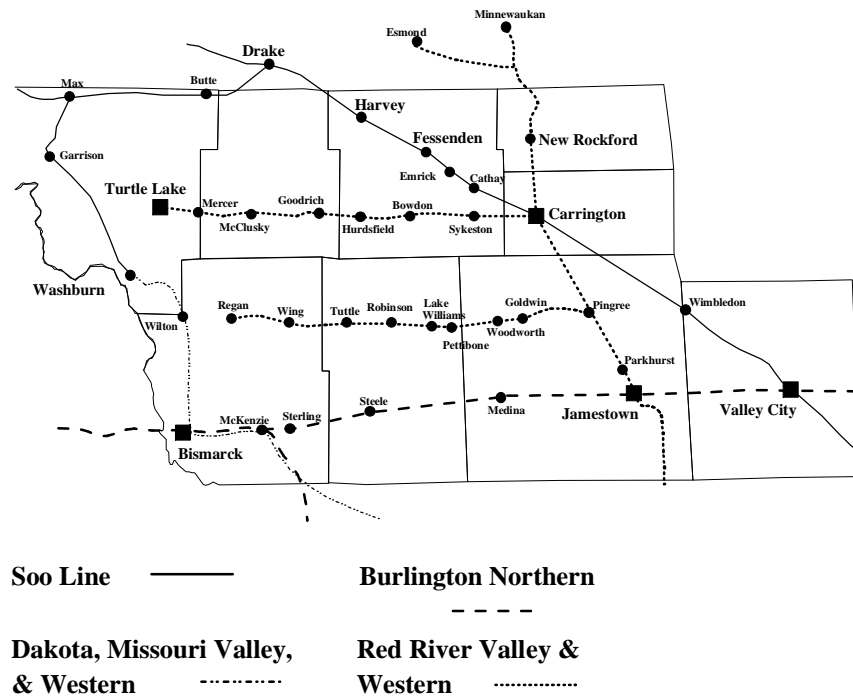 Minnewaukan
Esmond
Drake
Max
Butte
Harvey
Fessenden
New Rockford
Garrison
Emrick
Cathay
Turtle Lake
Mercer
Goodrich
Bowdon
Carrington
McClusky
Hurdsfield
Sykeston
Washburn
Wilton
Regan
Wing
Tuttle
Robinson
Lake
Williams
Goldwin
Pingree
Wimbledon
Woodworth
Pettibone
Parkhurst
Steele
McKenzie
Sterling
Medina
Jamestown
Valley City
Bismarck
Soo Line
Burlington Northern
Dakota, Missouri Valley,
& Western
Red River Valley &
Western